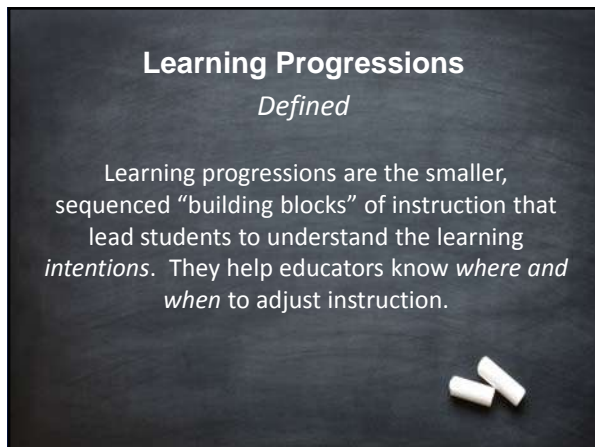 Learning Progressions
Defined
Learning progressions are the smaller,
sequenced “building blocks” of instruction that
lead students to understand the learning
intentions.  They help educators know where and
when to adjust instruction.